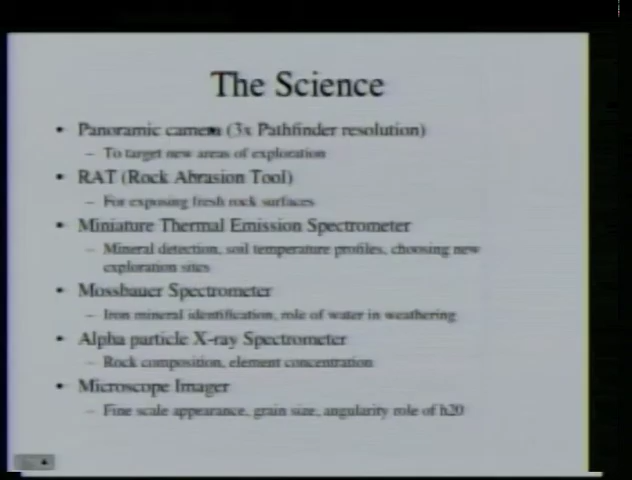 The Science
• Panoramic camera (3x Pathfinder resolution)
– To target new areas of exploration
• RAT (Rock Abrasion Tool)
– For exposing fresh rock surfaces
• Miniature Thermal Emission Spectrometer
– Mineral detection, soil temperature profiles, choosing new
exploration sites
• Mossbauer Spectrometer
– Iron mineral identification, role of water in weathering
• Alpha particle X-ray Spectrometer
– Rock composition, element concentration
• Microscope Imager
– Fine scale appearance, grain size, angularity role of h20